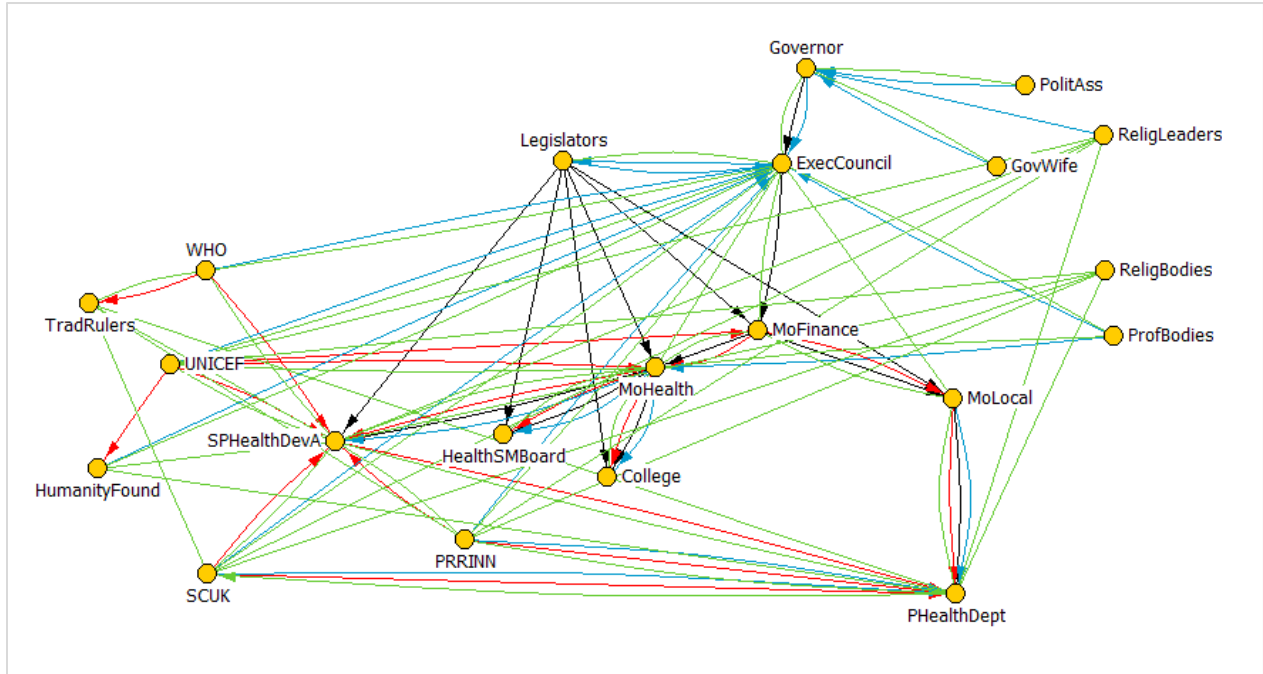 Governor
PolitAss
ReligLeaders
Legislators
ExecCouncil
GovWife
WHO
ReligBodies
TradRulers
MoFinance
ProfBodies
UNICEF
MoHealth
MoLocal
SPHealthDevA
HealthSMBoard
HumanityFound
College
PRRINN
SCUK
PHealthDept